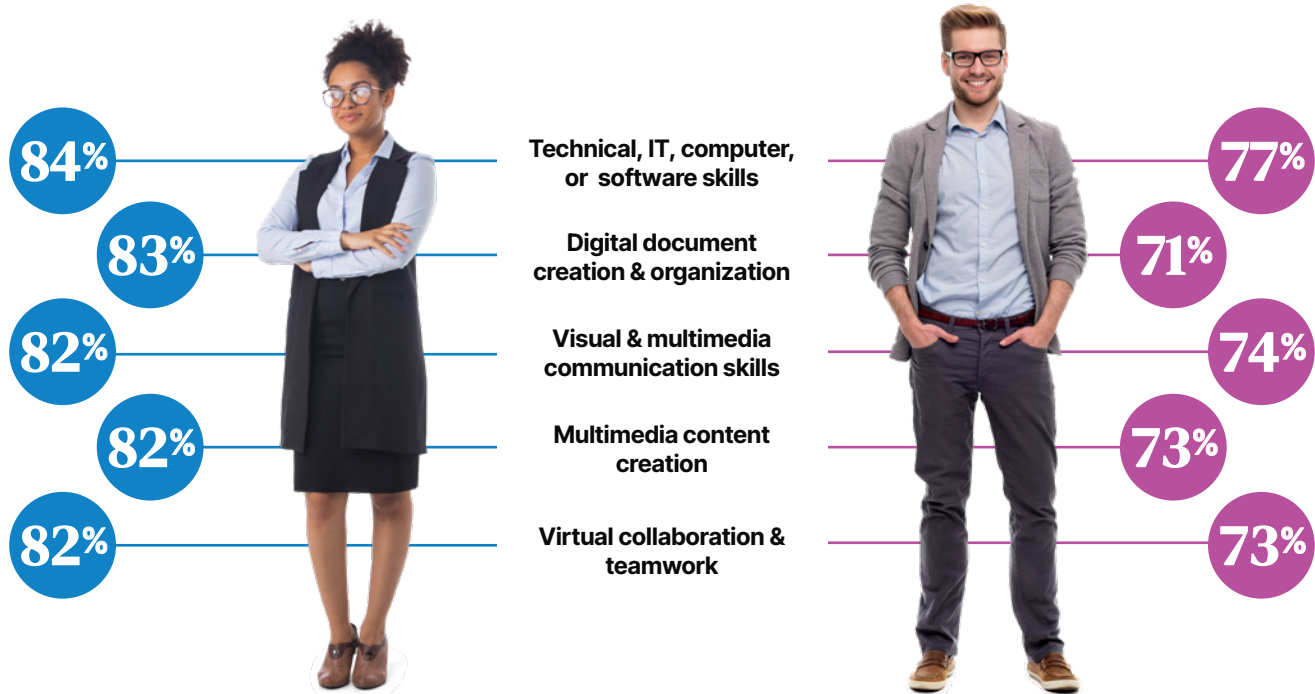 84%
Technical, IT, computer,
or software skills
77%
83%
Digital document
creation & organization
71%
82%
Visual & multimedia
communication skills
74%
82%
Multimedia content
creation
73%
82%
Virtual collaboration &
teamwork
73%